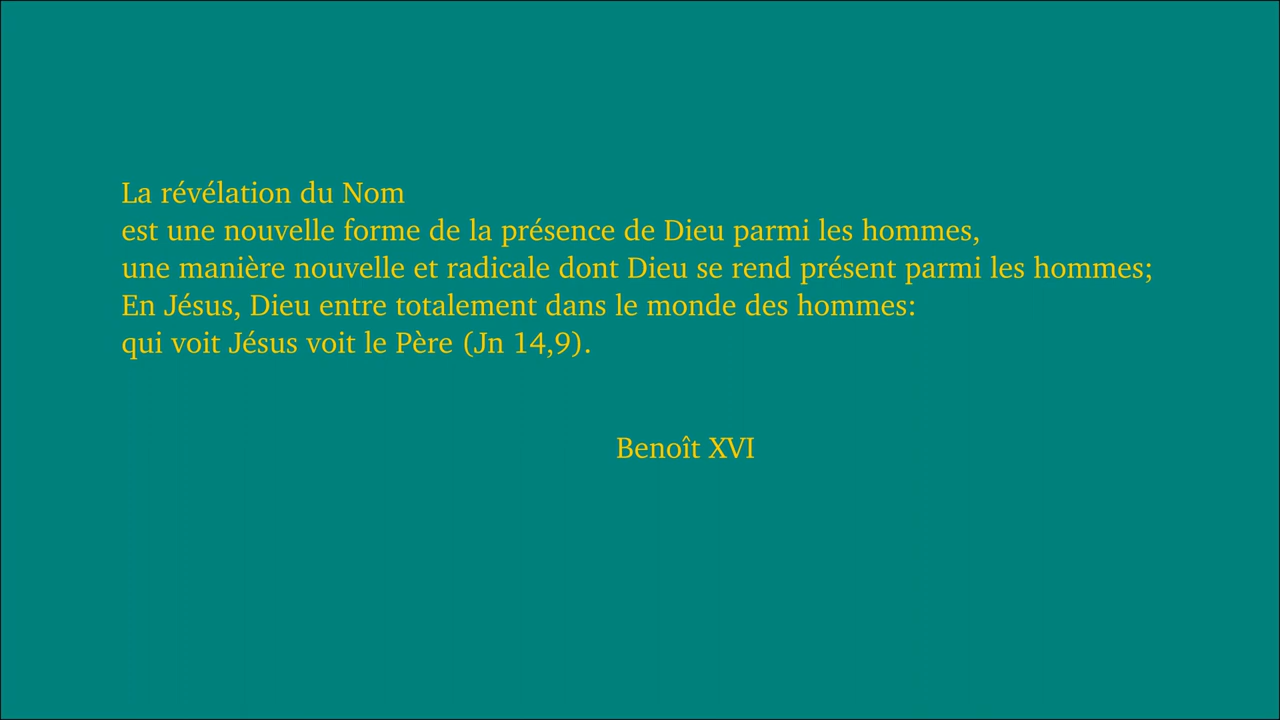 La révélation du Nom
est une nouvelle forme de la présence de Dieu parmi les hommes,
une manière nouvelle et radicale dont Dieu se rend présent parmi les hommes;
En Jésus, Dieu entre totalement dans le monde des hommes:
qui voit Jésus voit le Père (Jn 14,9).
Benoît XVI